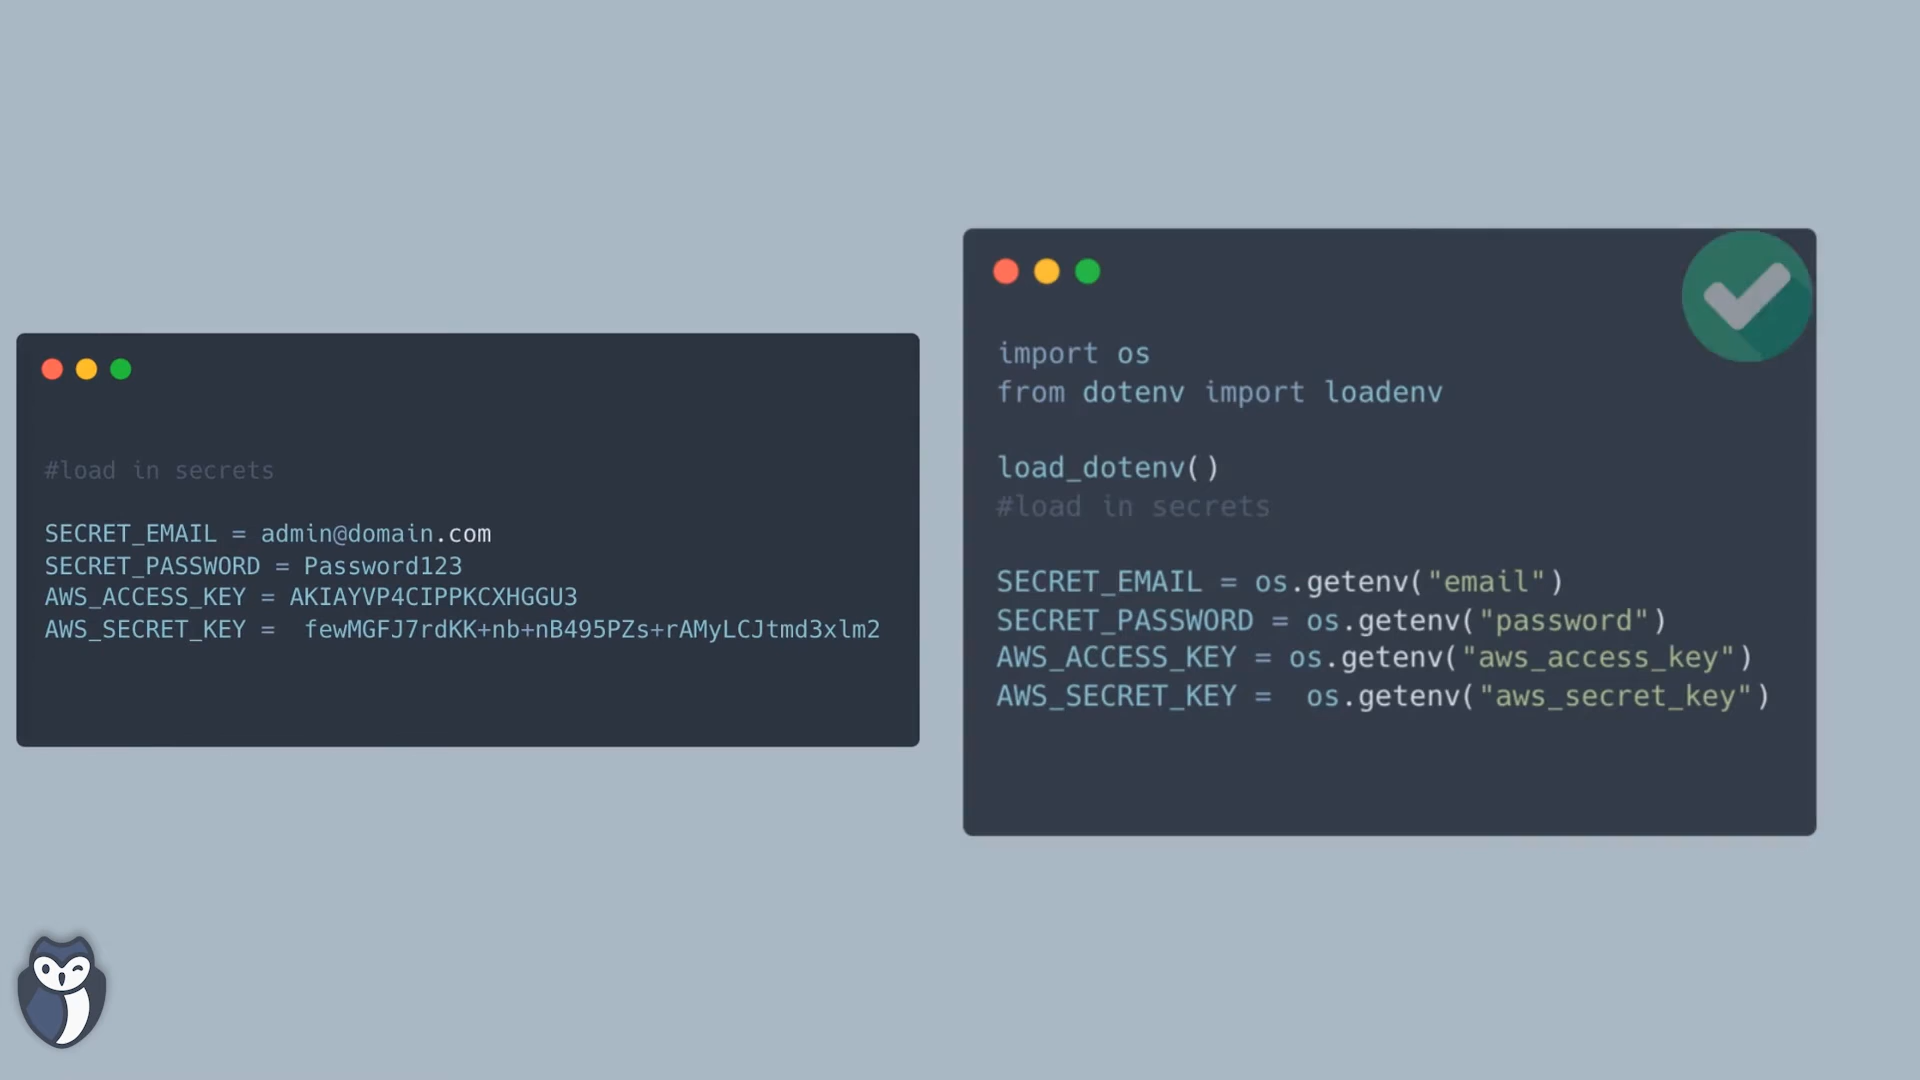 #load in secrets
SECRET_EMAIL = admin@domain.com
SECRET_PASSWORD = Password123
AWS_ACCESS_KEY = AKIAYVP4CIPPKCXHGGU3
AWS_SECRET_KEY =  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
import os
from dotenv import loadenv
load_dotenv()
#load in secrets
SECRET_EMAIL = os.getenv("email")
SECRET_PASSWORD = os.getenv("password")
AWS_ACCESS_KEY = os.getenv("aws_access_key")
AWS_SECRET_KEY =  os.getenv("aws_secret_key")